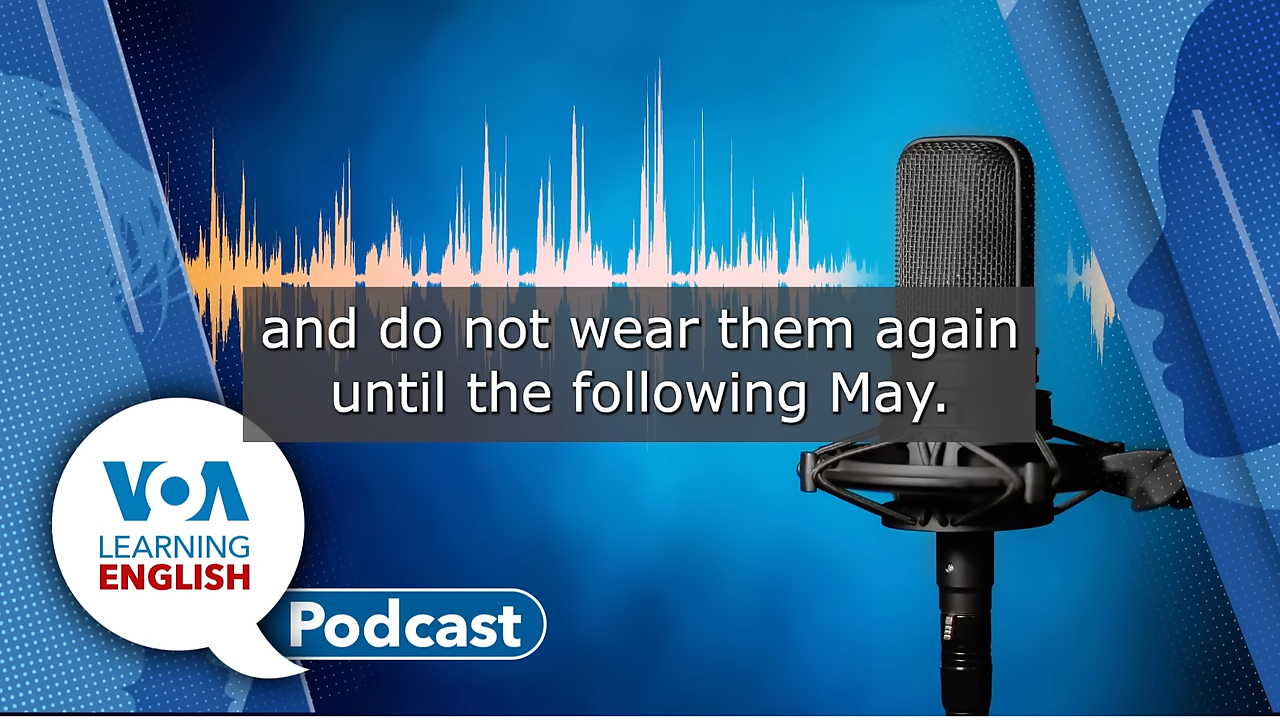 and do not wear them again
until the following May.
VOA
LEARNING
ENGLISH
Podcast